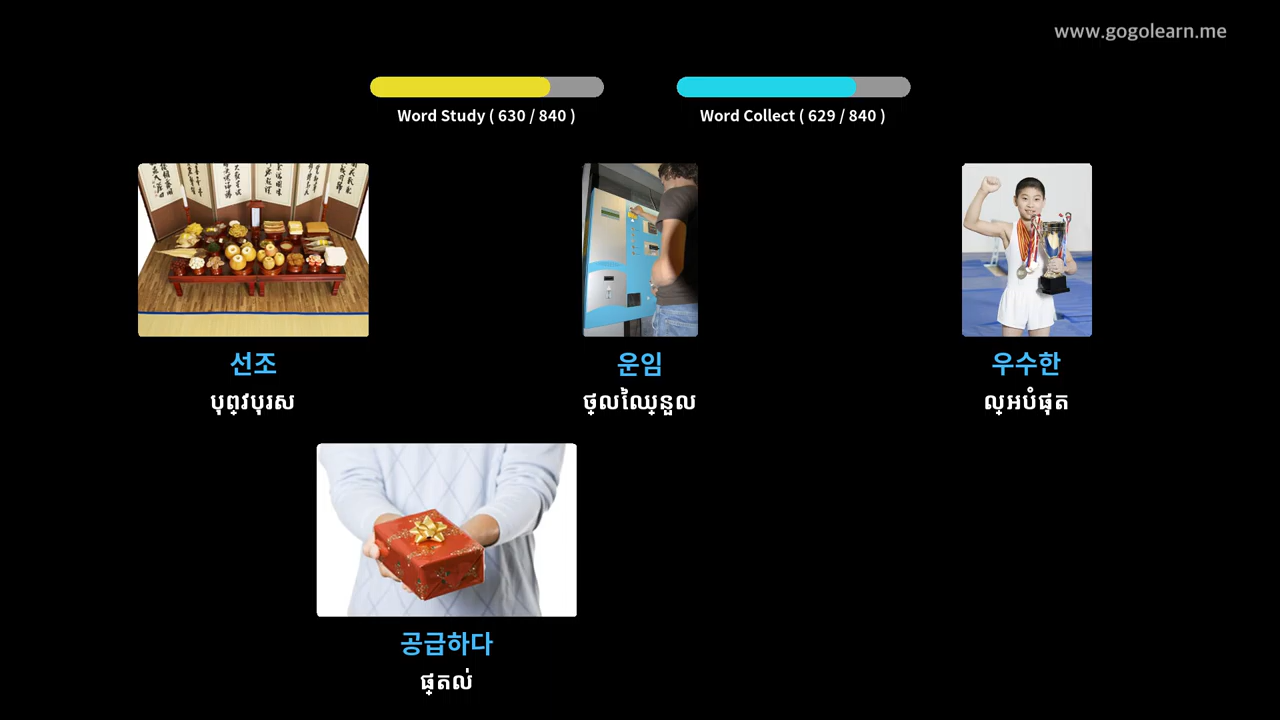 www.gogolearn.me
Word Study ( 630 / 840 )
Word Collect ( 629 / 840 )
선조
운임
우수한
បុព្វបុរស
ថ្លៃឈ្នួល
ល្អបំផុត
공급하다
ផ្តល់